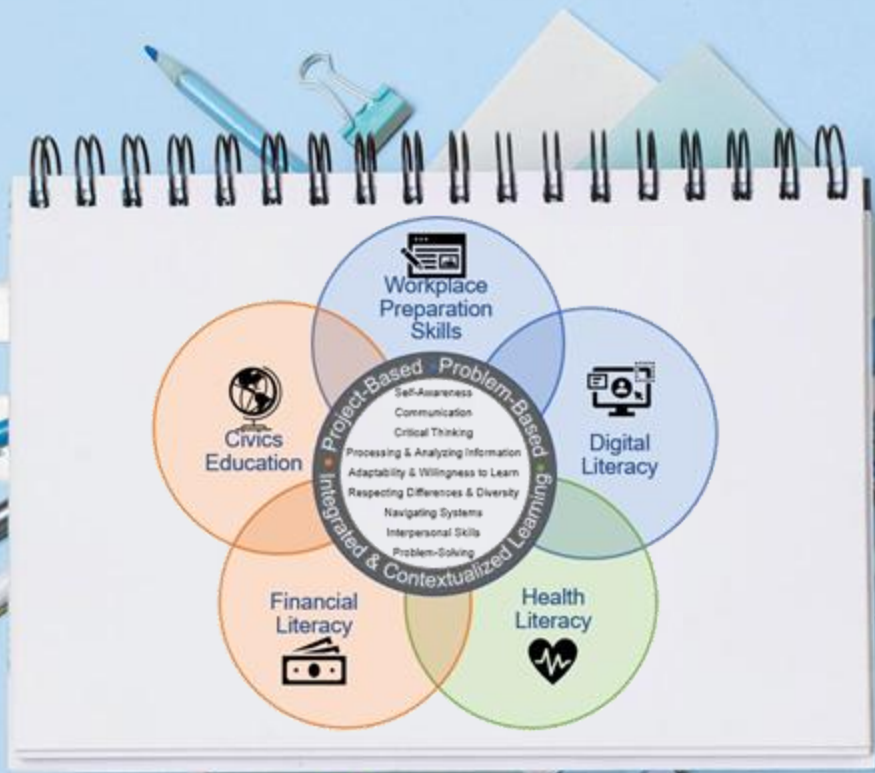 Workplace
Preparation
Skills
Civics
Education
Digital
Literacy
Financial
Literacy
Health
Literacy
Project-Based
Problem-Based
Integrated & Contextualized Learning
Self-Awareness
Communication
Critical Thinking
Processing & Analyzing Information
Adaptability & Willingness to Learn
Respecting Differences & Diversity
Navigating Systems
Interpersonal Skills
Problem-Solving